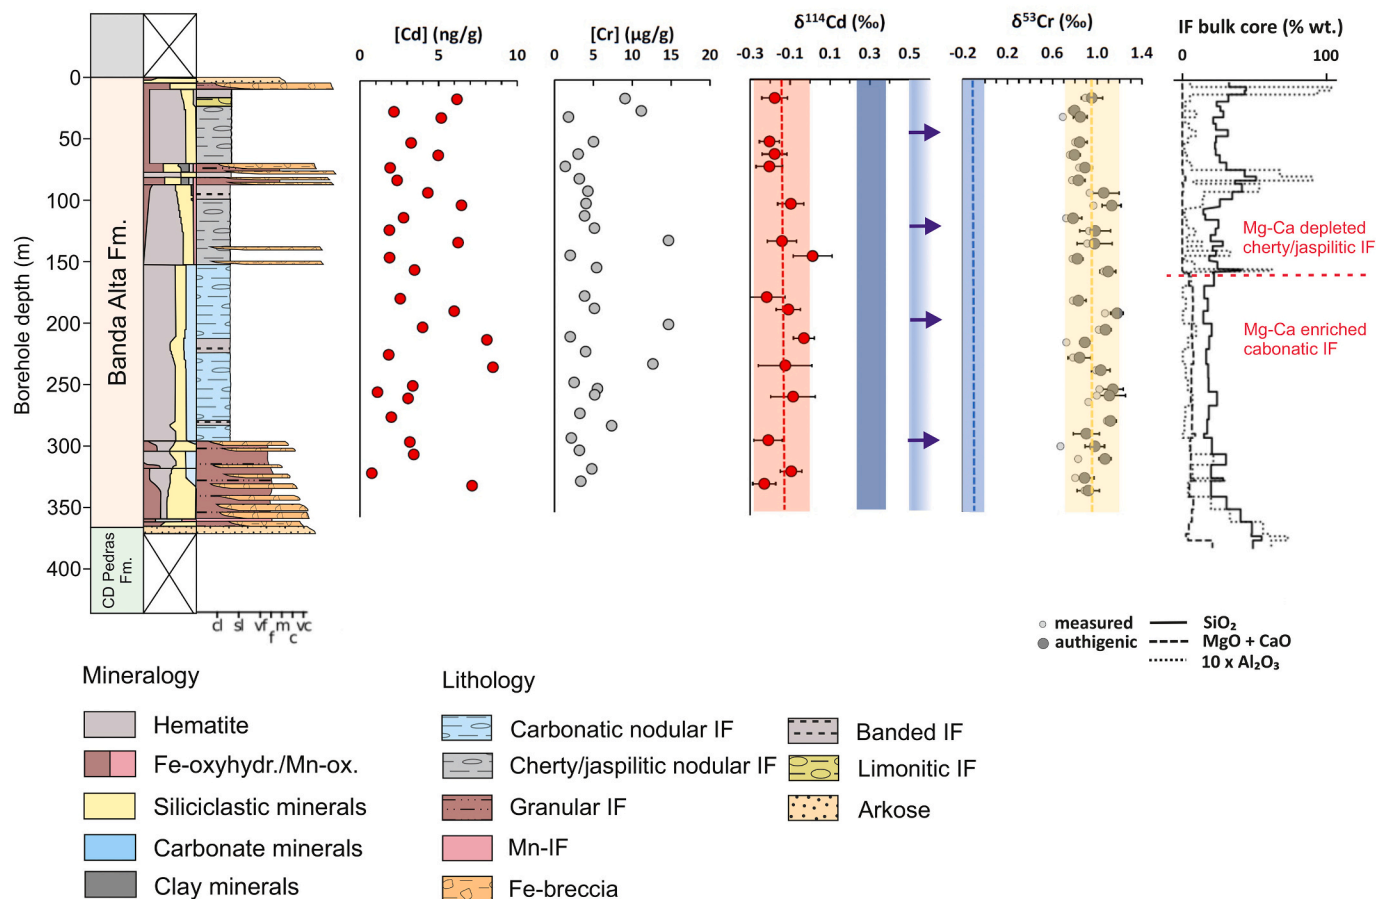 [Cd] (ng/g)
[Cr] (µg/g)
δ¹¹⁴Cd (‰)
δ⁵³Cr (‰)
IF bulk core (% wt.)
0 5 10
0 5 10 15 20
-0.3 -0.1 0.1 0.3 0.5
-0.2 0.2 0.6 1.0 1.4
0 100
Borehole depth (m)
0
50
100
150
200
250
300
350
400
Banda Alta Fm.
CD Pedras
Fm.
cl sl vf f m c vc
Mg-Ca depleted
cherty/jaspilitic IF
Mg-Ca enriched
cabonatic IF
measured
authigenic
SiO₂
MgO + CaO
10 x Al₂O₃
Mineralogy
Hematite
Fe-oxyhydr./Mn-ox.
Siliciclastic minerals
Carbonate minerals
Clay minerals
Lithology
Carbonatic nodular IF
Cherty/jaspilitic nodular IF
Granular IF
Mn-IF
Fe-breccia
Banded IF
Limonitic IF
Arkose